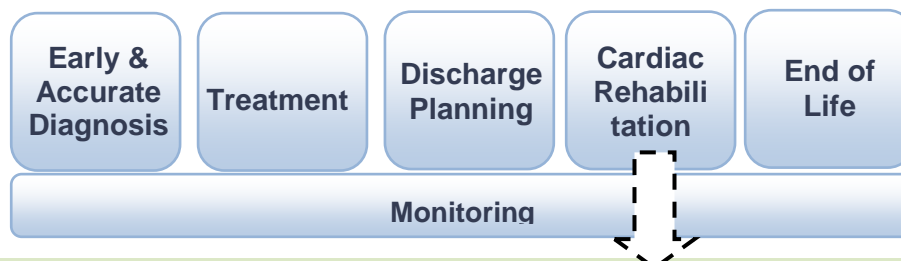 Early &
Accurate
Diagnosis
Treatment
Discharge
Planning
Cardiac
Rehabili
tation
End of
Life
Monitoring